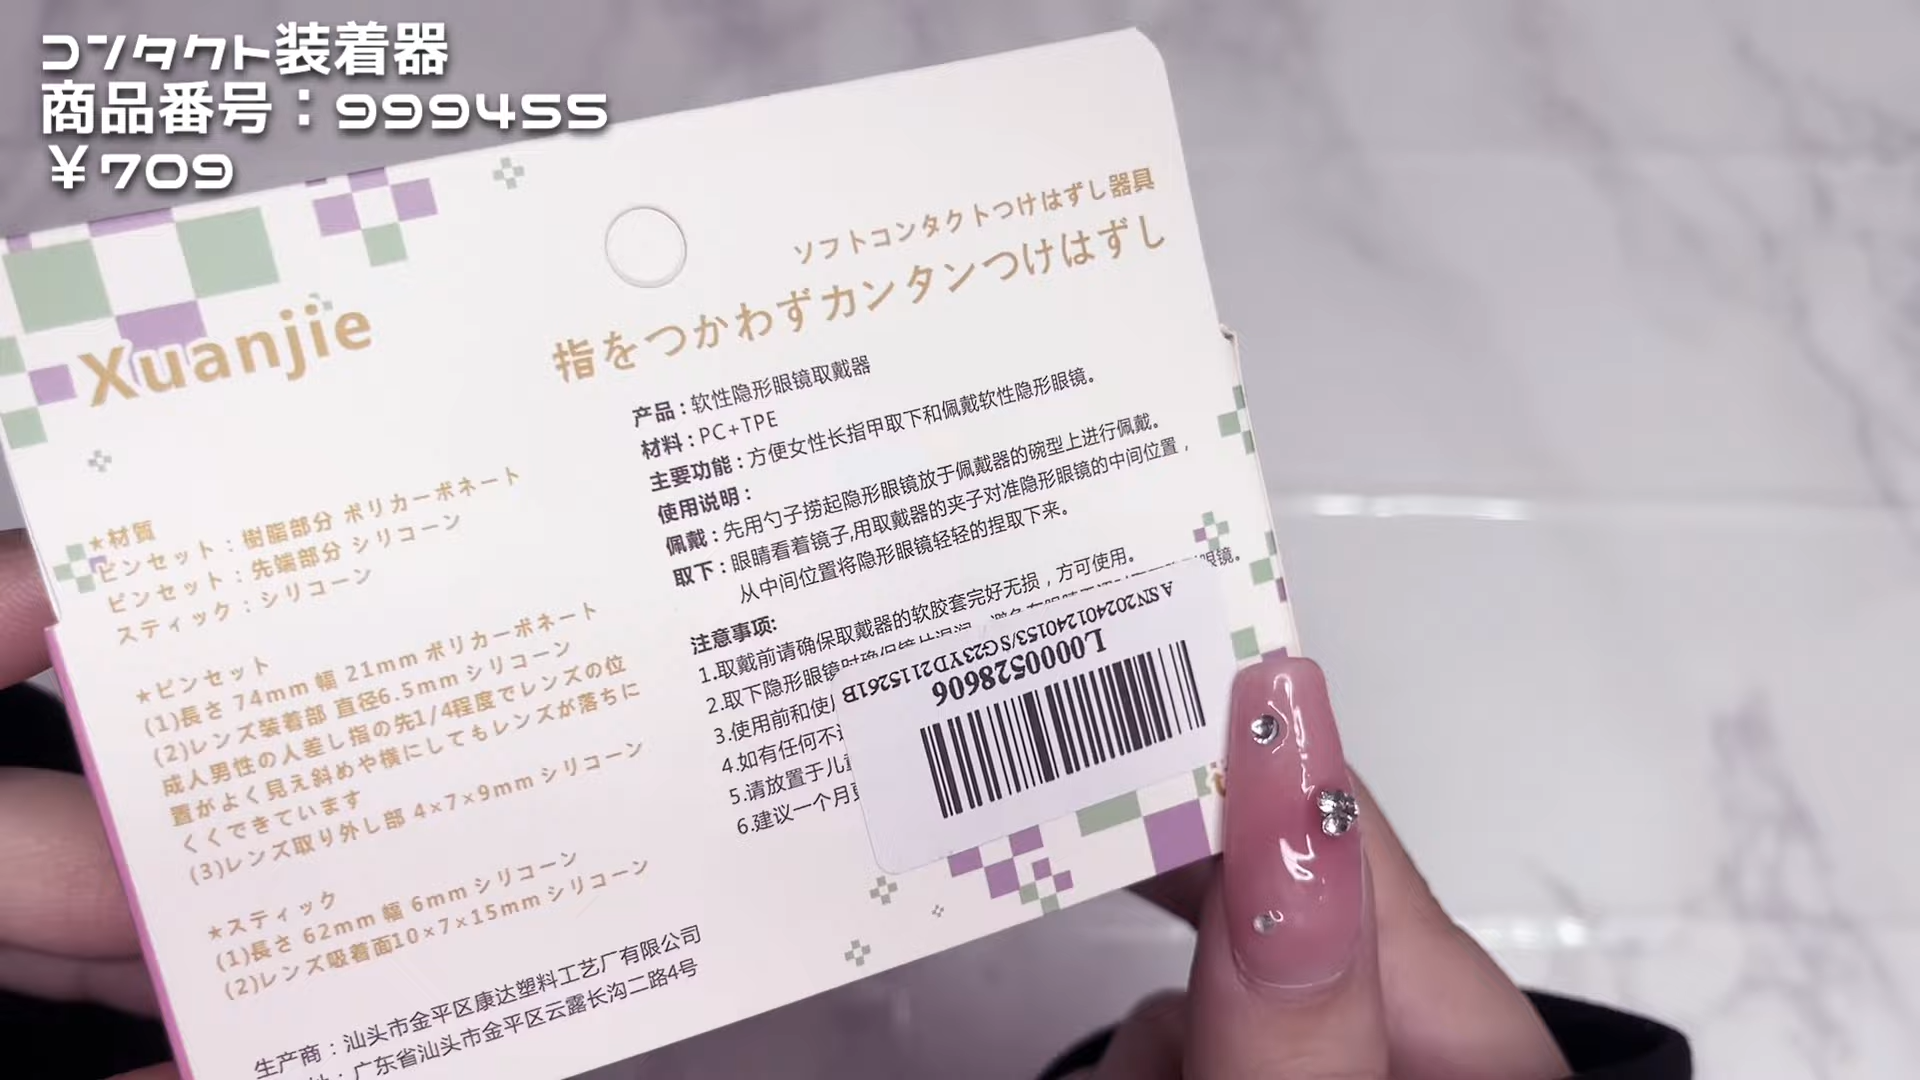 コンタクト装着器
商品番号：999455
￥709
Xuanjie
ソフトコンタクトつけはずし器具
指をつかわずカンタンつけはずし
★材質
ピンセット：樹脂部分 ポリカーボネート
ピンセット：先端部分 シリコーン
スティック：シリコーン
★ピンセット
(1)長さ 74mm 幅 21mm ポリカーボネート
(2)レンズ装着部 直径6.5mm シリコーン
成人男性の人差し指の先1/4程度でレンズの位
置がよく見え斜めや横にしてもレンズが落ちに
くくできています
(3)レンズ取り外し部 4×7×9mm シリコーン
★スティック
(1)長さ 62mm 幅 6mm シリコーン
(2)レンズ吸着面10×7×15mm シリコーン
产品：软性隐形眼镜取戴器
材料：PC+TPE
主要功能：方便女性长指甲取下和佩戴软性隐形眼镜。
使用说明：
佩戴：先用勺子捞起隐形眼镜放于佩戴器的碗型上进行佩戴。
取下：眼睛看着镜子,用取戴器的夹子对准隐形眼镜的中间位置，
从中间位置将隐形眼镜轻轻的捏取下来。
注意事项:
1.取戴前请确保取戴器的软胶套完好无损，方可使用。
2.取下隐形眼镜时确保镜片湿润 眼镜。
3.使用前和使
4.如有任何不
5.请放置于儿
6.建议一个月
ASN20240124240153/SG23YD2115261B
L0000528606
生产商：汕头市金平区康达塑料工艺厂有限公司
：广东省汕头市金平区云露长沟二路4号